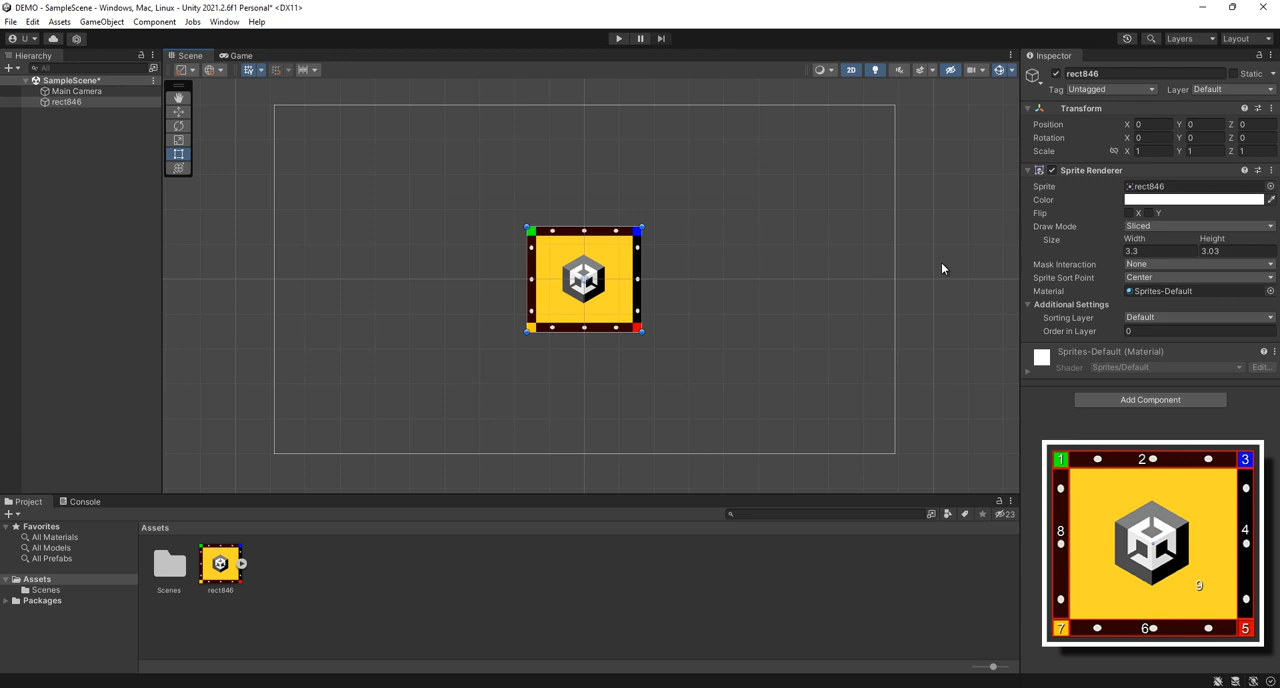 DEMO - SampleScene - Windows, Mac, Linux - Unity 2021.2.6f1 Personal* <DX11>
File Edit Assets GameObject Component Jobs Window Help
U Layers Layout
Hierarchy
All
SampleScene*
Main Camera
rect846
Scene Game
2D
Inspector
rect846 Static
Tag Untagged Layer Default
Transform
Position X 0 Y 0 Z 0
Rotation X 0 Y 0 Z 0
Scale X 1 Y 1 Z 1
Sprite Renderer
Sprite rect846
Color
Flip X Y
Draw Mode Sliced
Size Width Height
3.3 3.03
Mask Interaction None
Sprite Sort Point Center
Material Sprites-Default
Additional Settings
Sorting Layer Default
Order in Layer 0
Sprites-Default (Material)
Shader Sprites/Default Edit...
Add Component
1 2 3
8 4
9
7 6 5
Project Console
23
Favorites
All Materials
All Models
All Prefabs
Assets
Scenes
Packages
Assets
Scenes rect846